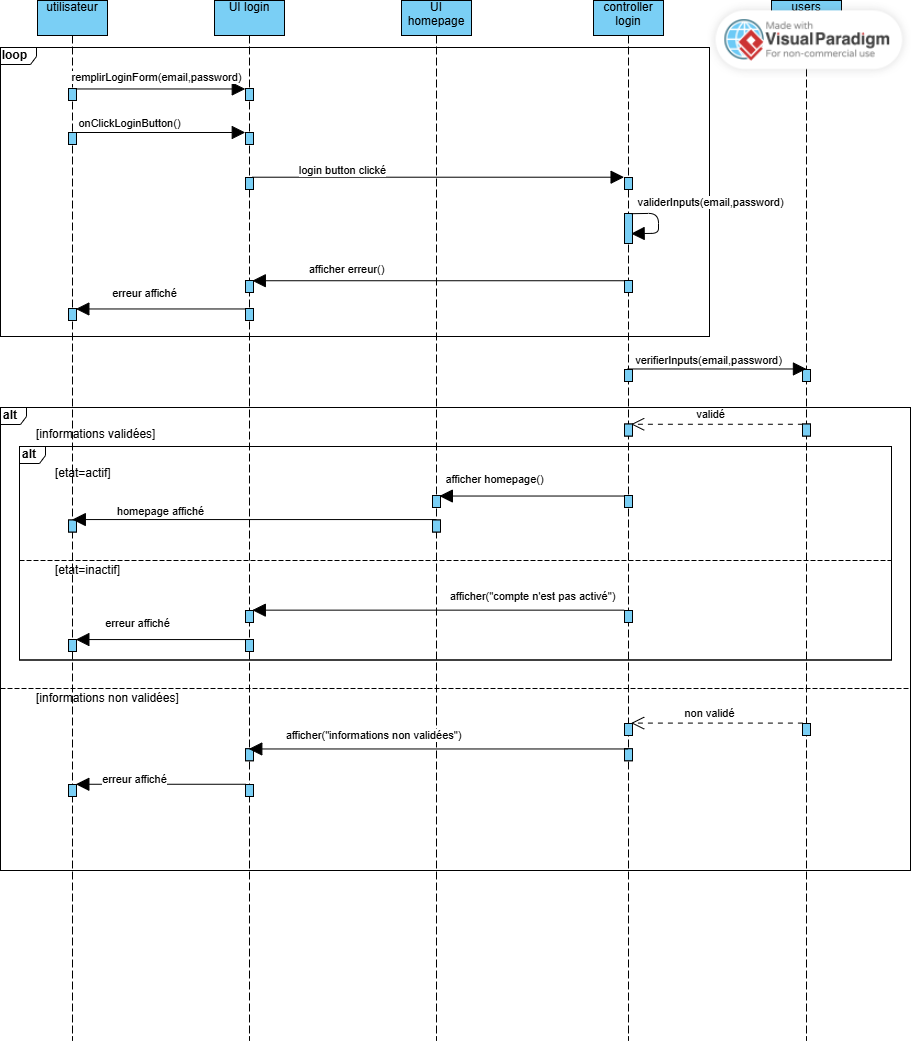 utilisateur
UI login
UI
homepage
controller
login
users
Made with
Visual Paradigm
For non-commercial use
loop
remplirLoginForm(email,password)
onClickLoginButton()
login button clické
validerInputs(email,password)
afficher erreur()
erreur affiché
verifierInputs(email,password)
alt
validé
[informations validées]
alt
[etat=actif]
afficher homepage()
homepage affiché
[etat=inactif]
afficher("compte n'est pas activé")
erreur affiché
[informations non validées]
non validé
afficher("informations non validées")
erreur affiché